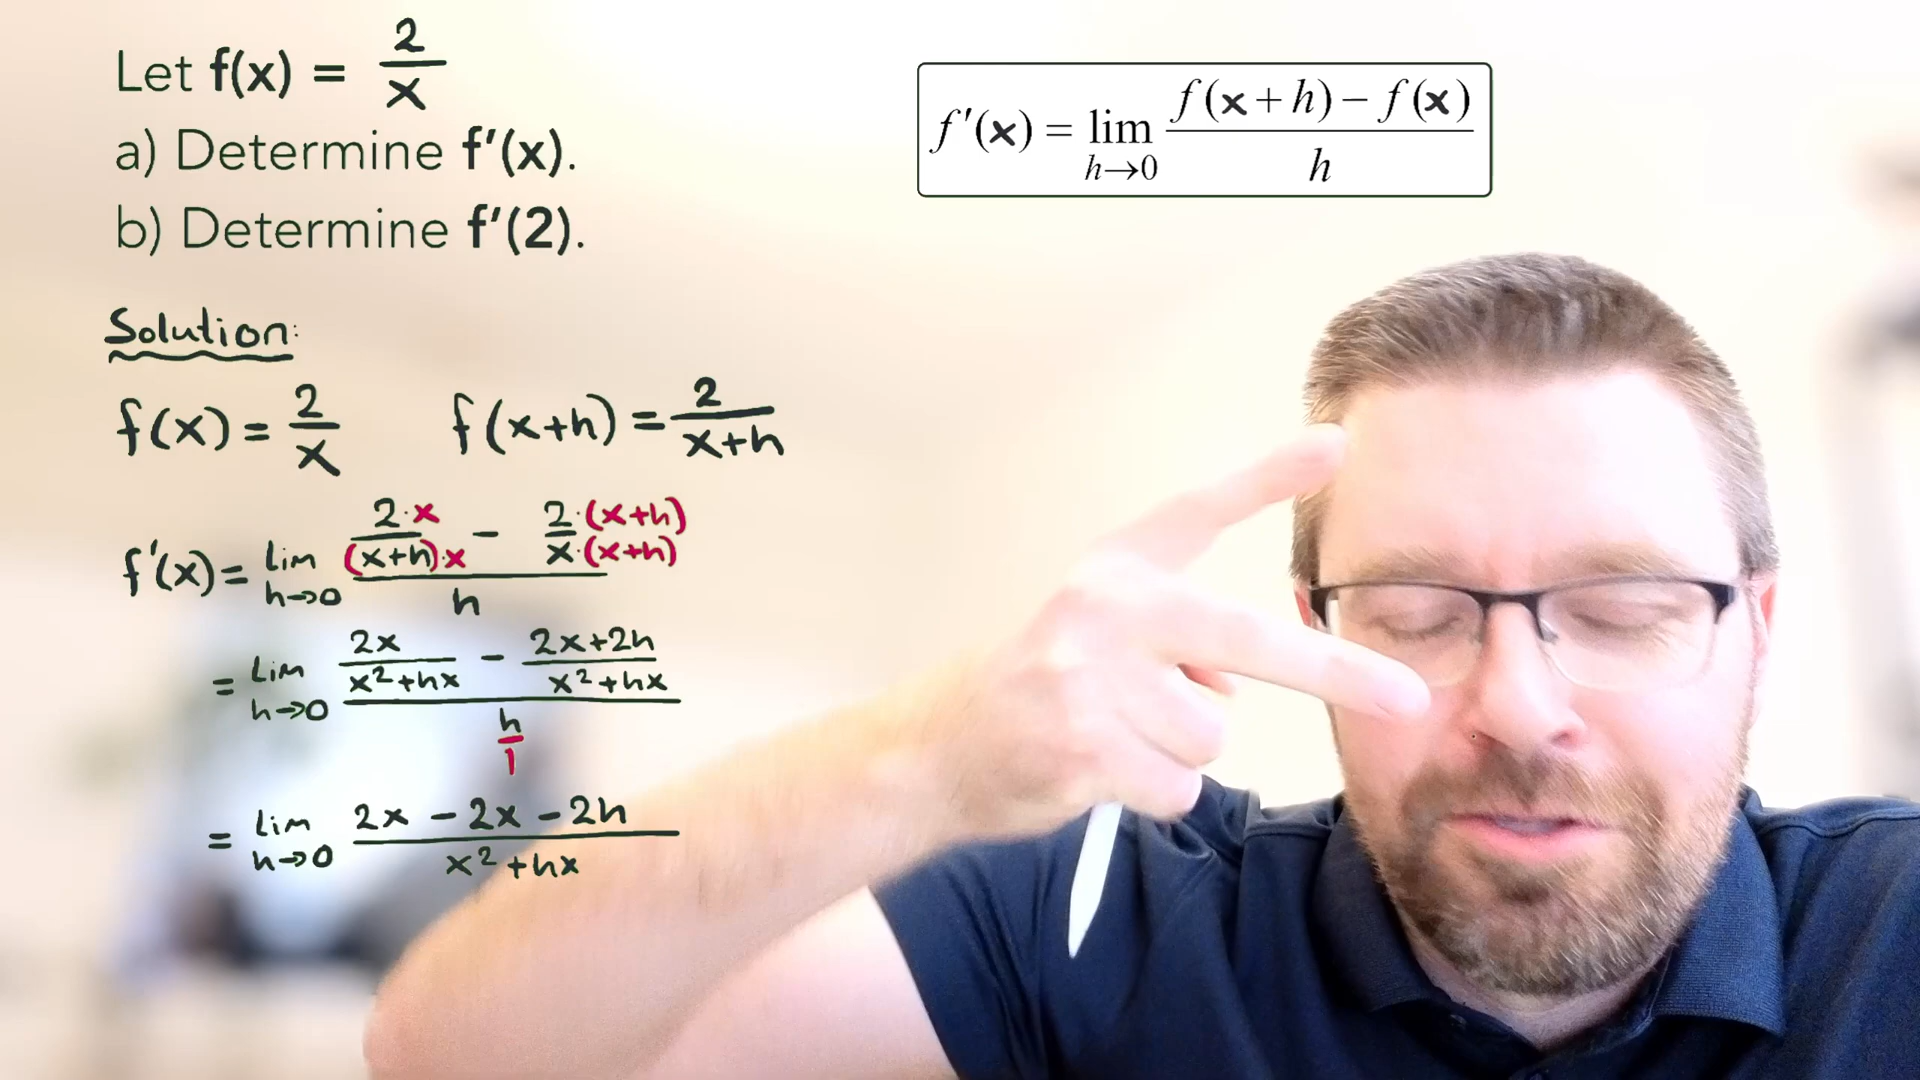 Let f(x) = 2/x
a) Determine f'(x).
b) Determine f'(2).
f'(x) = lim h→0 (f(x+h) − f(x))/h
Solution:
f(x) = 2/x    f(x+h) = 2/(x+h)
f'(x) = lim h→0 ((2·x)/((x+h)·x) − (2·(x+h))/(x·(x+h)))/h
= lim h→0 ((2x)/(x²+hx) − (2x+2h)/(x²+hx))/(h/1)
= lim h→0 (2x − 2x − 2h)/(x²+hx)